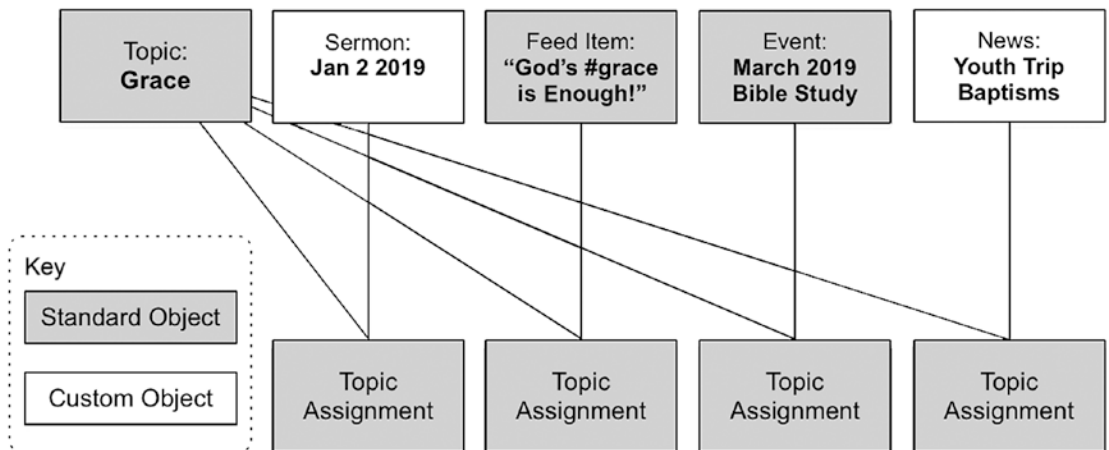 Topic:
Grace
Sermon:
Jan 2 2019
Feed Item:
“God’s #grace
is Enough!”
Event:
March 2019
Bible Study
News:
Youth Trip
Baptisms
Key
Standard Object
Custom Object
Topic
Assignment
Topic
Assignment
Topic
Assignment
Topic
Assignment